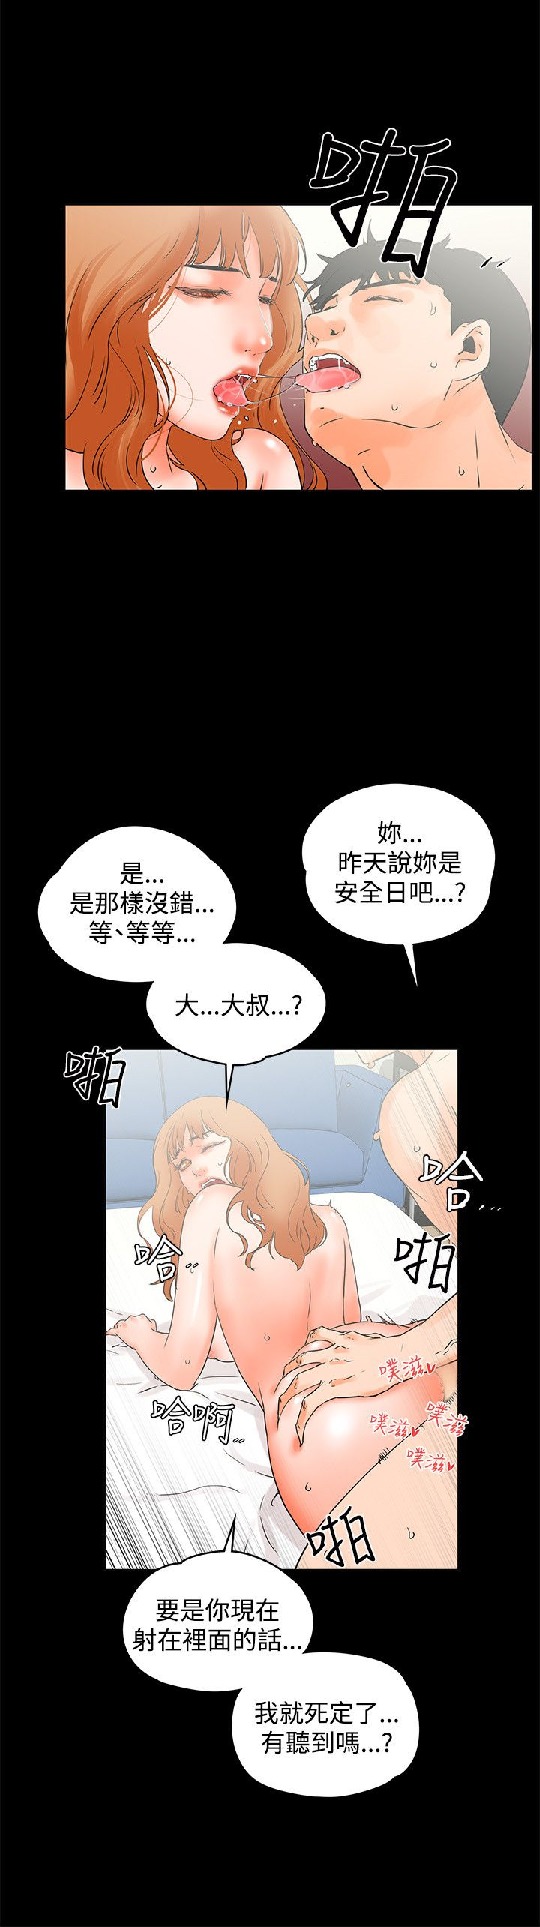 啪
妳...
昨天說妳是
安全日吧...?
是...
是那樣沒錯...
等、等等...
大...大叔...?
啪
哈...
啪
哈...
噗滋
哈啊...
噗滋
噗滋
噗滋
啪
要是你現在
射在裡面的話...
我就死定了...
有聽到嗎...?